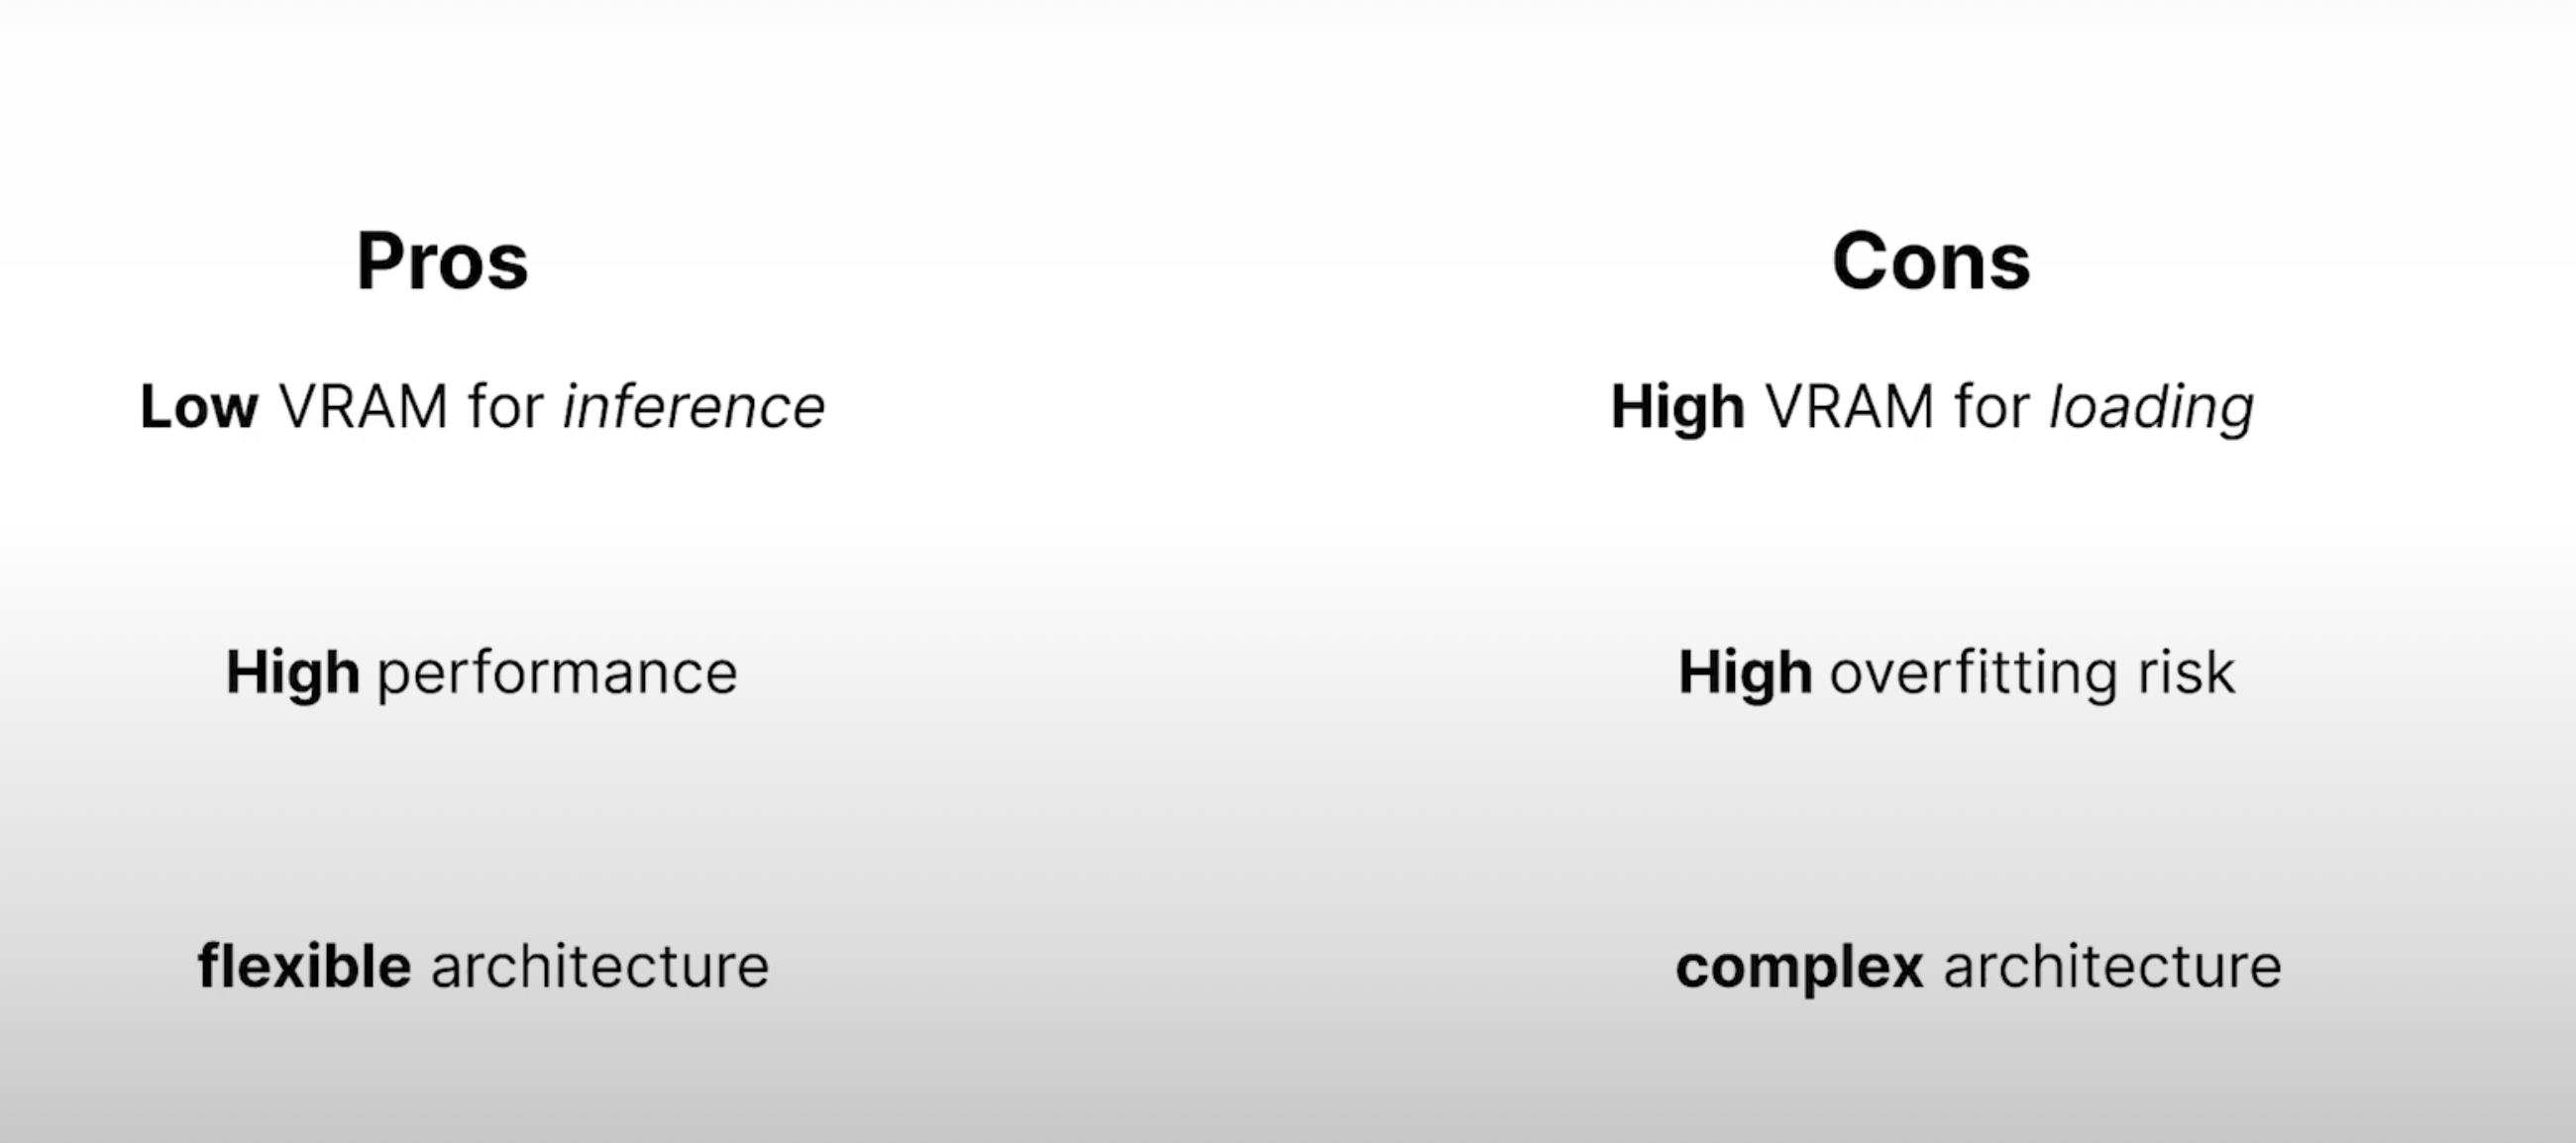 Pros
Cons
Low VRAM for inference
High VRAM for loading
High performance
High overfitting risk
flexible architecture
complex architecture